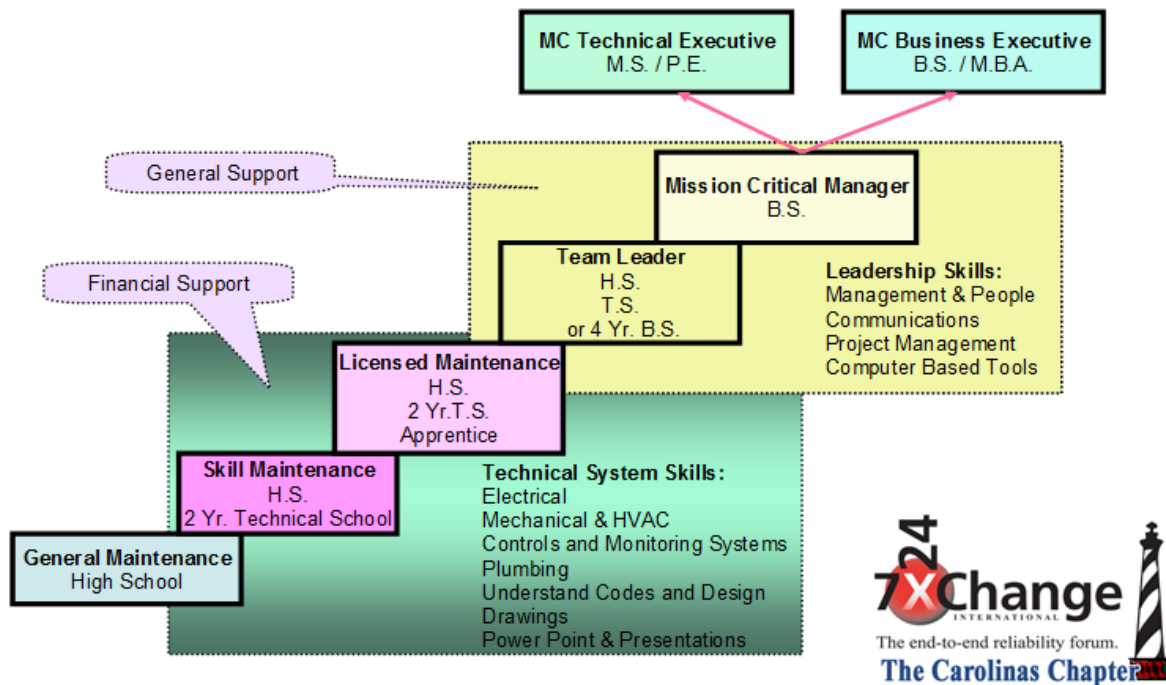 MC Technical Executive
M.S. / P.E.
MC Business Executive
B.S. / M.B.A.
General Support
Mission Critical Manager
B.S.
Team Leader
H.S.
T.S.
or 4 Yr. B.S.
Leadership Skills:
Management & People
Communications
Project Management
Computer Based Tools
Financial Support
Licensed Maintenance
H.S.
2 Yr.T.S.
Apprentice
Skill Maintenance
H.S.
2 Yr. Technical School
Technical System Skills:
Electrical
Mechanical & HVAC
Controls and Monitoring Systems
Plumbing
Understand Codes and Design
Drawings
Power Point & Presentations
General Maintenance
High School
7X24Change
INTERNATIONAL
The end-to-end reliability forum.
The Carolinas Chapter